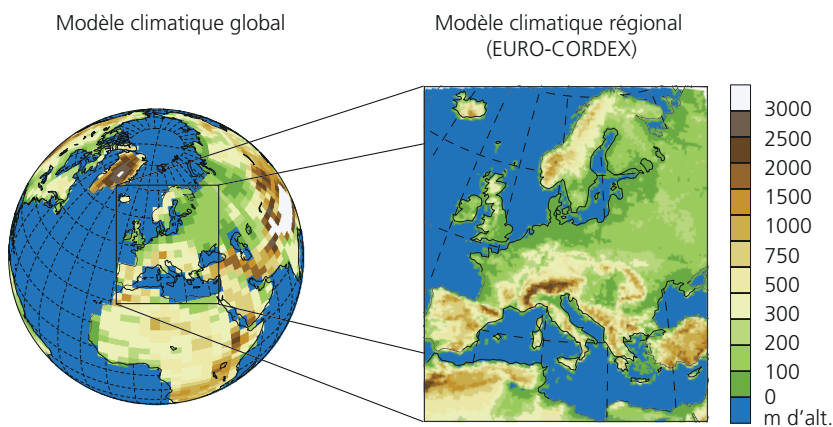 Modèle climatique global
Modèle climatique régional
(EURO-CORDEX)
3000
2500
2000
1500
1000
750
500
300
200
100
0
m d'alt.